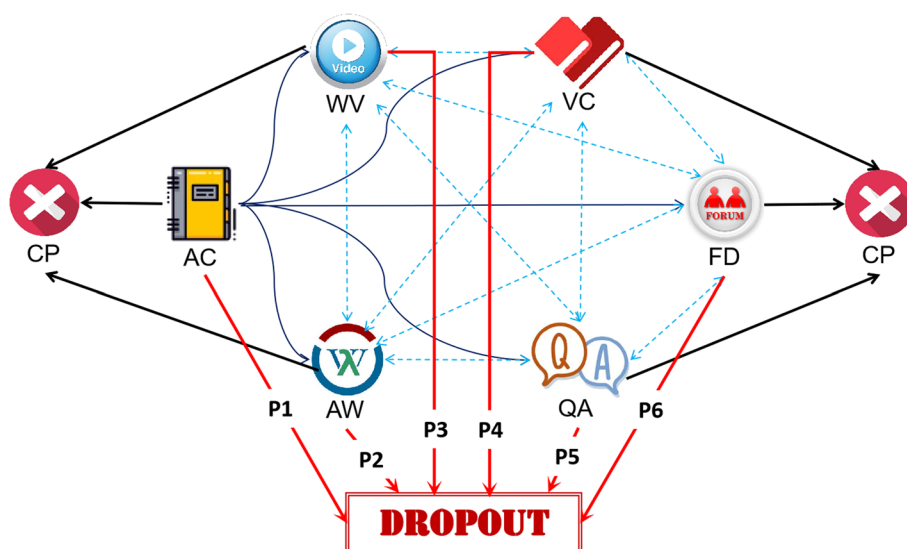 Video
WV
VC
CP
AC
FORUM
FD
CP
W
λ
Q
A
AW
QA
P1
P2
P3
P4
P5
P6
DROPOUT